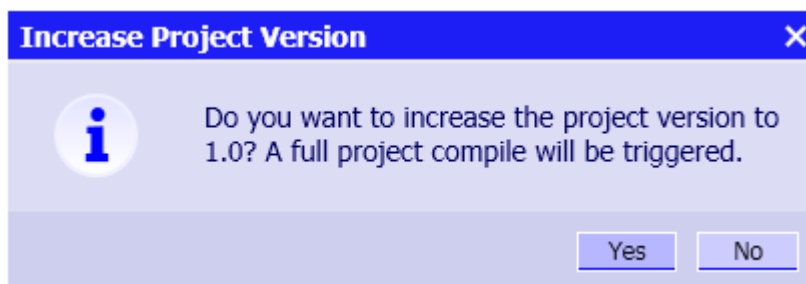 Increase Project Version
Do you want to increase the project version to
1.0? A full project compile will be triggered.
Yes No